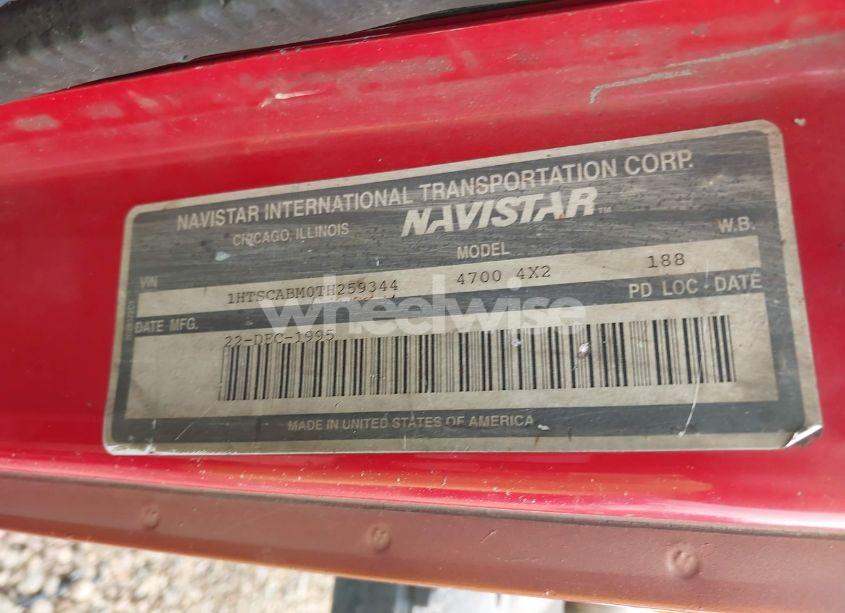 NAVISTAR INTERNATIONAL TRANSPORTATION CORP.
CHICAGO, ILLINOIS
NAVISTAR™
VIN
MODEL
W.B.
1HTSCABM0TH259344
4700 4X2
188
DATE MFG.
PD LOC - DATE
22-DEC-1995
wheelwise
MADE IN UNITED STATES OF AMERICA